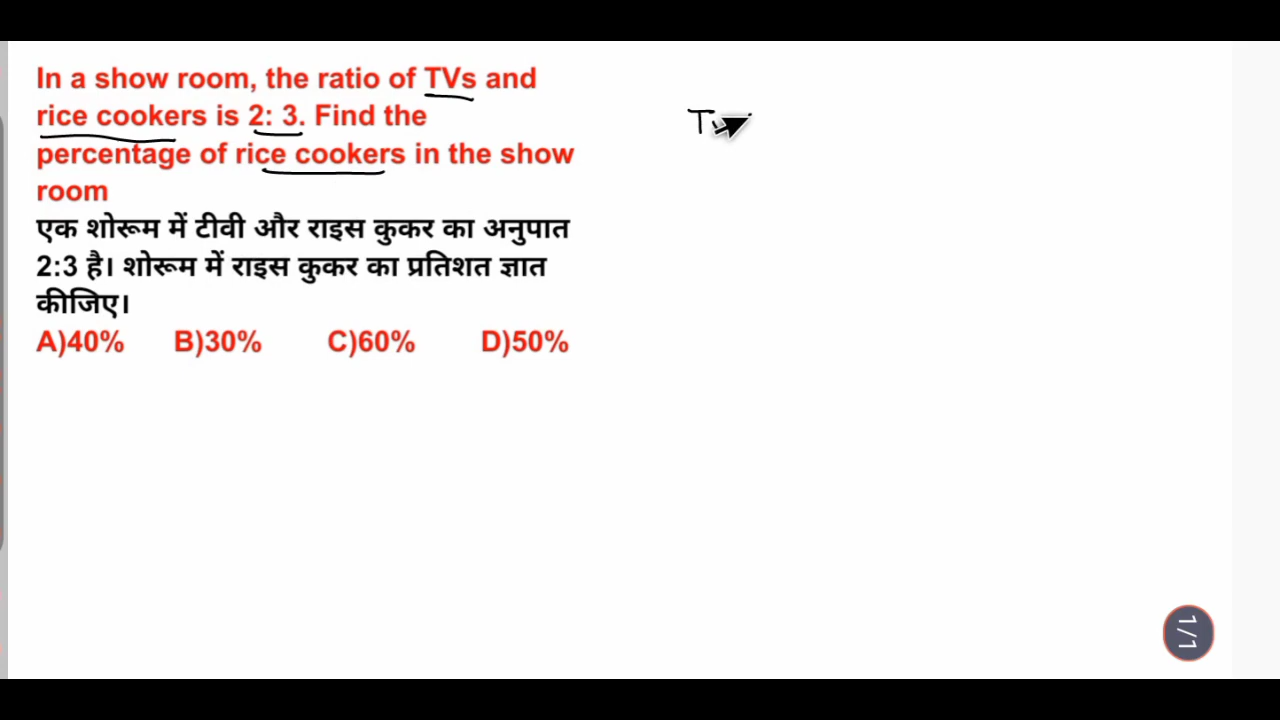 In a show room, the ratio of TVs and
rice cookers is 2: 3. Find the
percentage of rice cookers in the show
room
एक शोरूम में टीवी और राइस कुकर का अनुपात
2:3 है। शोरूम में राइस कुकर का प्रतिशत ज्ञात
कीजिए।
A)40% B)30% C)60% D)50%
1/1